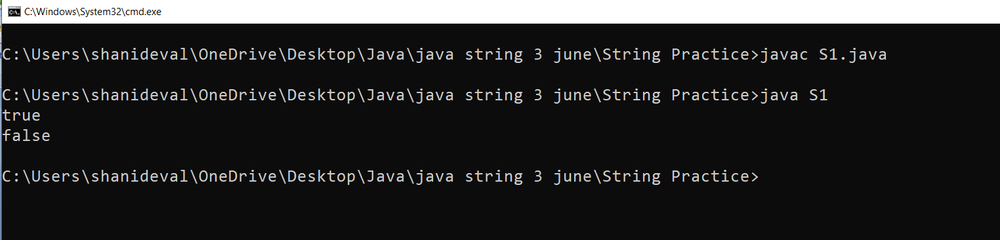 C:\Windows\System32\cmd.exe
C:\Users\shanideval\OneDrive\Desktop\Java\java string 3 june\String Practice>javac S1.java
C:\Users\shanideval\OneDrive\Desktop\Java\java string 3 june\String Practice>java S1
true
false
C:\Users\shanideval\OneDrive\Desktop\Java\java string 3 june\String Practice>